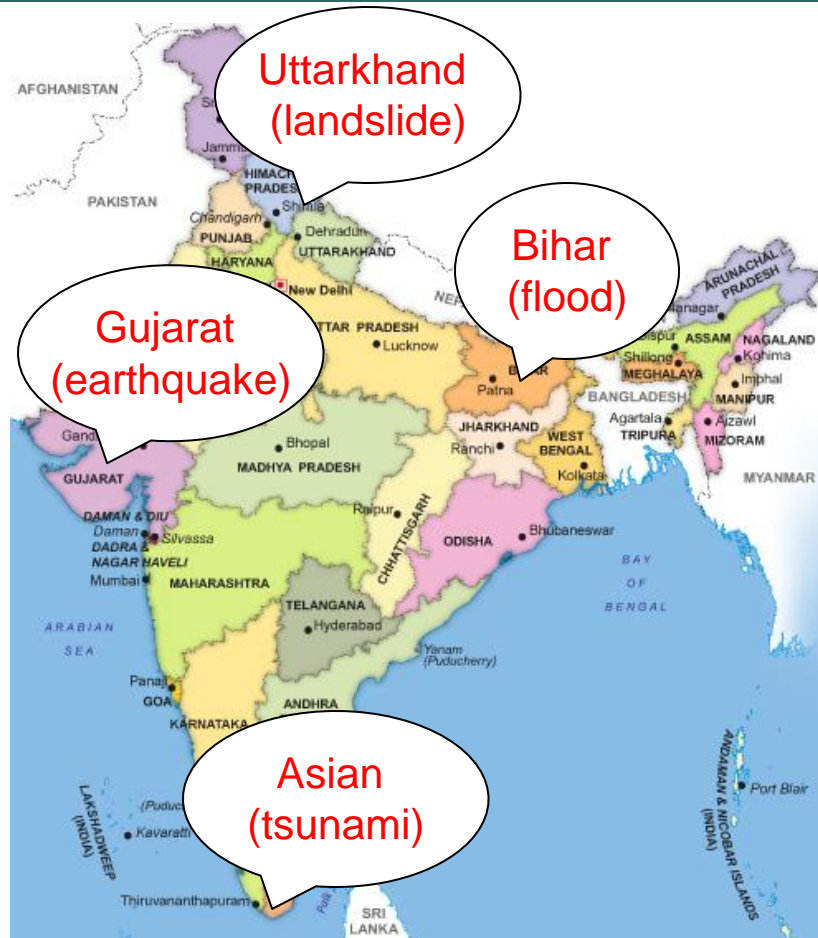 Uttarkhand
(landslide)
AFGHANISTAN
Jammu
HIMACH
PRADES
PAKISTAN
Shimla
Chandigarh
PUNJAB
Dehradun
UTTARAKHAND
HARYANA
New Delhi
Bihar
(flood)
ARUNACHAL
PRADESH
Gujarat
(earthquake)
TTAR PRADESH
Lucknow
ASSAM
NAGALAND
Shillong
Kohima
MEGHALAYA
Imphal
Patna
BANGLADESH
MANIPUR
Agartala
Aizawl
TRIPURA
MIZORAM
JHARKHAND
Ranchi
WEST
BENGAL
Kolkata
MYANMAR
Bhopal
MADHYA PRADESH
GUJARAT
Raipur
CHHATTISGARH
DAMAN & DIU
Daman
Silvassa
DADRA &
NAGAR HAVELI
Mumbai
MAHARASHTRA
ODISHA
Bhubaneswar
BAY
OF
BENGAL
TELANGANA
Hyderabad
ARABIAN
SEA
Yanam
(Puducherry)
Panaji
GOA
KARNATAKA
ANDHRA
Asian
(tsunami)
LAKSHADWEEP
(INDIA)
Kavaratti
ANDAMAN & NICOBAR ISLANDS
(INDIA)
Port Blair
Thiruvananthapuram
Palk
SRI
LANKA